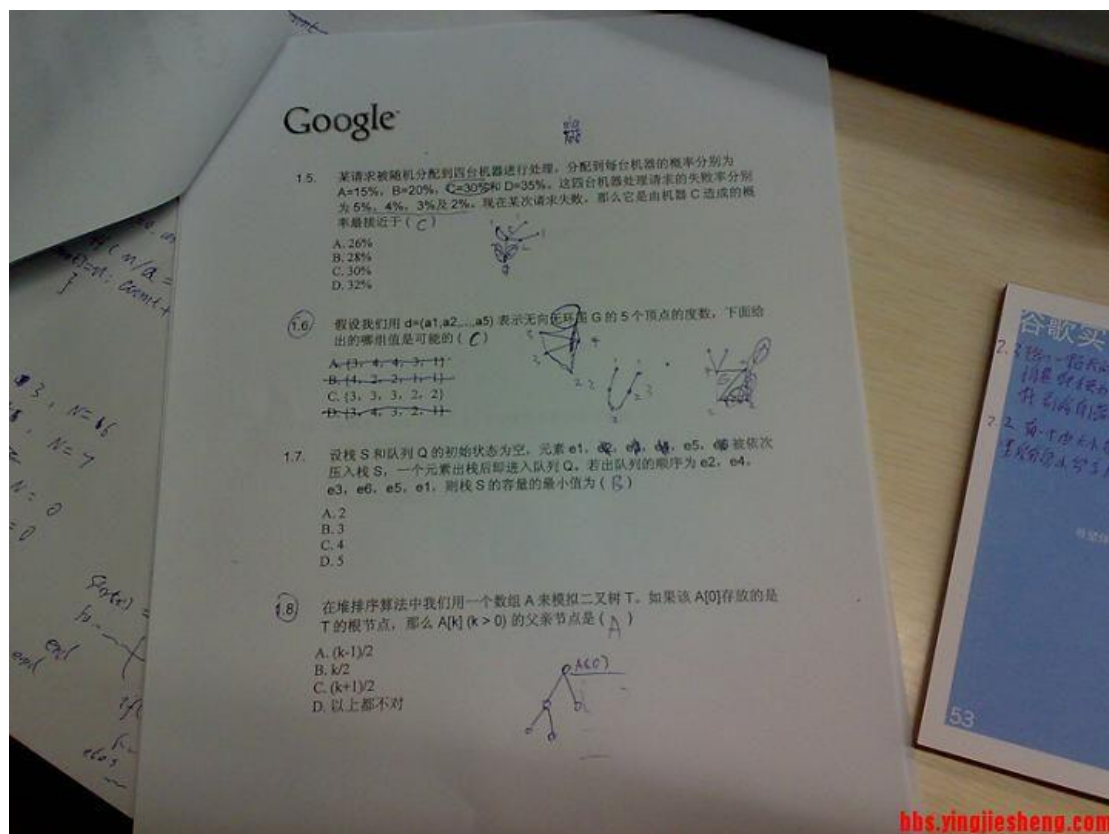 Google
1.5. 某请求被随机分配到四台机器进行处理，分配到每台机器的概率分别为
A=15%，B=20%，C=30%和 D=35%。这四台机器处理请求的失败率分别
为 5%，4%，3%及 2%。现在某次请求失败，那么它是由机器 C 造成的概
率最接近于 ( C )
A. 26%
B. 28%
C. 30%
D. 32%
1.6. 假设我们用 d=(a1,a2,...,a5) 表示无向无环图 G 的 5 个顶点的度数，下面给
出的哪组值是可能的 ( C )
A. {3, 4, 4, 3, 1}
B. {4, 2, 2, 1, 1}
C. {3, 3, 3, 2, 2}
D. {3, 4, 3, 2, 1}
1.7. 设栈 S 和队列 Q 的初始状态为空，元素 e1, e2, e3, e4, e5, e6 被依次
压入栈 S，一个元素出栈后即进入队列 Q。若出队列的顺序为 e2, e4,
e3, e6, e5, e1，则栈 S 的容量的最小值为 ( B )
A. 2
B. 3
C. 4
D. 5
1.8 在堆排序算法中我们用一个数组 A 来模拟二叉树 T。如果该 A[0]存放的是
T 的根节点，那么 A[k] (k > 0) 的父亲节点是 ( A )
A. (k-1)/2
B. k/2
C. (k+1)/2
D. 以上都不对
A[0]
3, N=16
N=7
N=0
=0
end
end
谷歌笑
53
bbs.yingjiesheng.com